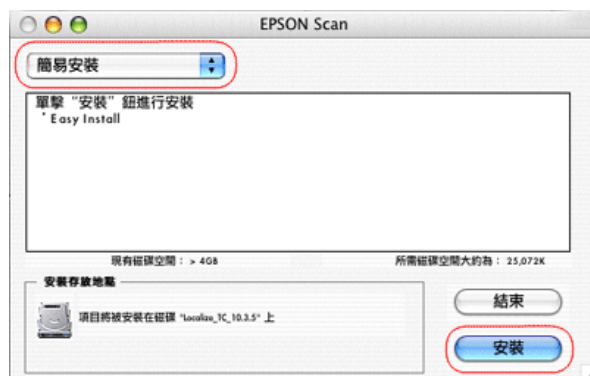 EPSON Scan
簡易安裝
單擊“安裝”鈕進行安裝
* Easy Install
現有磁碟空間：> 4GB
所需磁碟空間大約為：25,072K
安裝存放地點
項目將被安裝在磁碟 "Localize_TC_10.3.5" 上
結束
安裝